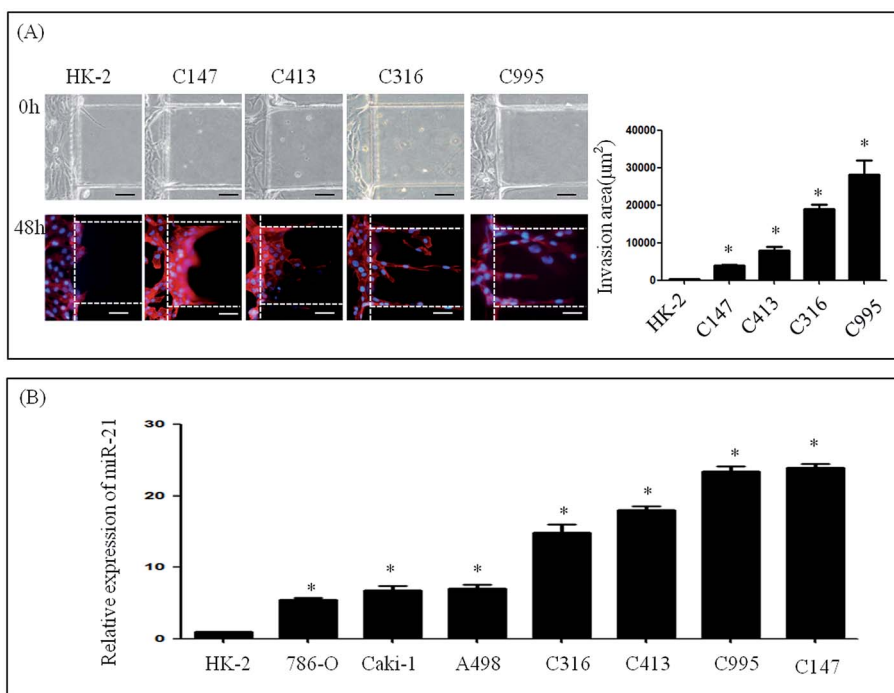 (A)
HK-2 C147 C413 C316 C995
0h
48h
Invasion area(μm²)
40000
30000
20000
10000
0
* * * *
HK-2 C147 C413 C316 C995
(B)
Relative expression of miR-21
30
20
10
0
* * * * * * *
HK-2 786-O Caki-1 A498 C316 C413 C995 C147